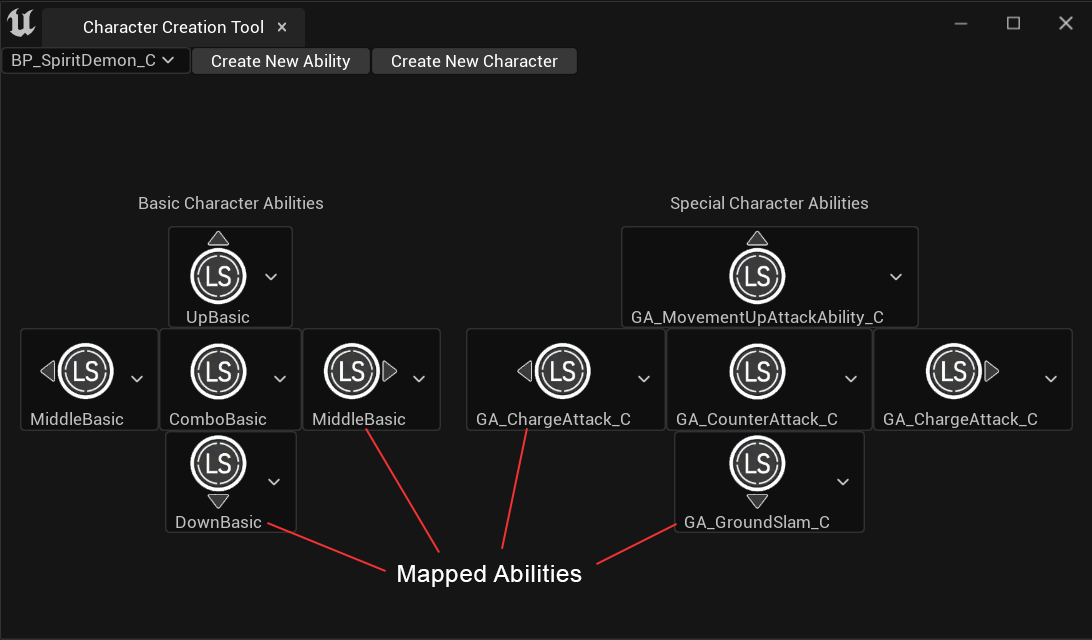 Character Creation Tool
BP_SpiritDemon_C
Create New Ability
Create New Character
Basic Character Abilities
Special Character Abilities
LS
UpBasic
LS
GA_MovementUpAttackAbility_C
LS
MiddleBasic
LS
ComboBasic
LS
MiddleBasic
LS
GA_ChargeAttack_C
LS
GA_CounterAttack_C
LS
GA_ChargeAttack_C
LS
DownBasic
LS
GA_GroundSlam_C
Mapped Abilities